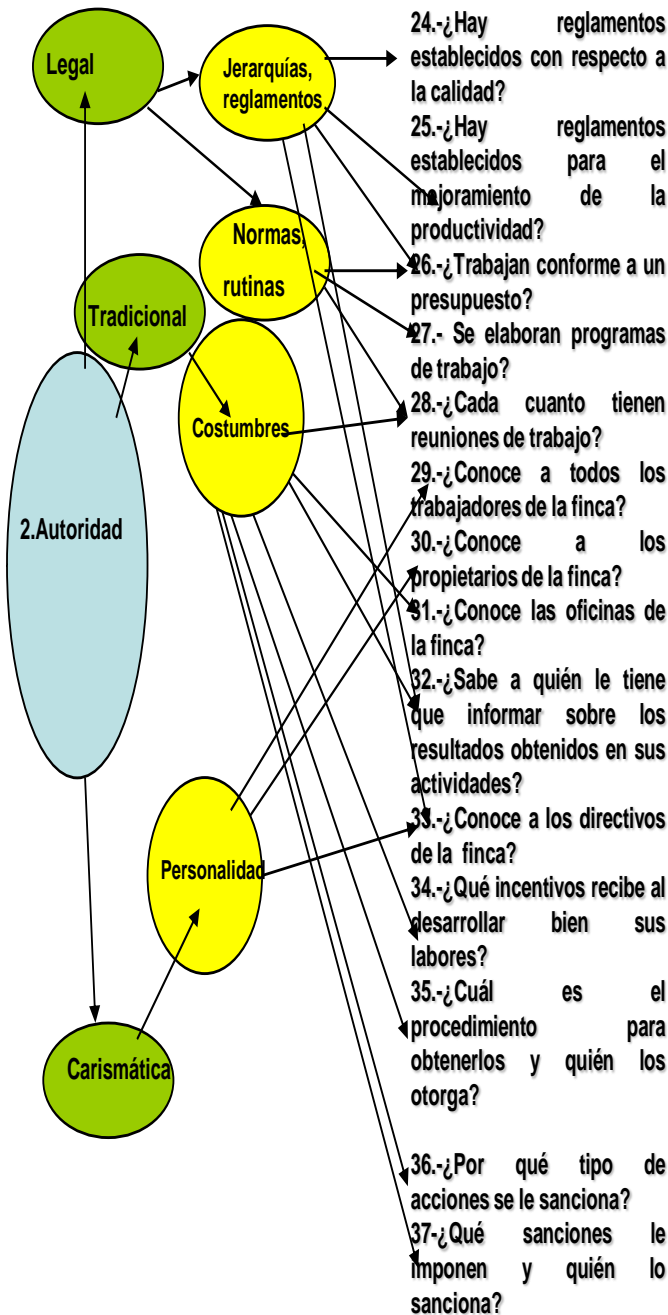 Legal
Jerarquías,
reglamentos
Normas,
rutinas
Tradicional
Costumbres
2.Autoridad
Personalidad
Carismática
24.-¿Hay reglamentos
establecidos con respecto a
la calidad?
25.-¿Hay reglamentos
establecidos para el
mejoramiento de la
productividad?
26.-¿Trabajan conforme a un
presupuesto?
27.- Se elaboran programas
de trabajo?
28.-¿Cada cuanto tienen
reuniones de trabajo?
29.-¿Conoce a todos los
trabajadores de la finca?
30.-¿Conoce a los
propietarios de la finca?
31.-¿Conoce las oficinas de
la finca?
32.-¿Sabe a quién le tiene
que informar sobre los
resultados obtenidos en sus
actividades?
33.-¿Conoce a los directivos
de la finca?
34.-¿Qué incentivos recibe al
desarrollar bien sus
labores?
35.-¿Cuál es el
procedimiento para
obtenerlos y quién los
otorga?
36.-¿Por qué tipo de
acciones se le sanciona?
37-¿Qué sanciones le
imponen y quién lo
sanciona?